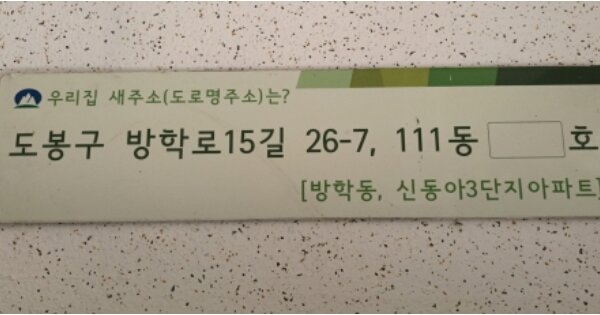 우리집 새주소(도로명주소)는?
도봉구 방학로15길 26-7, 111동 호
[방학동, 신동아3단지아파트]